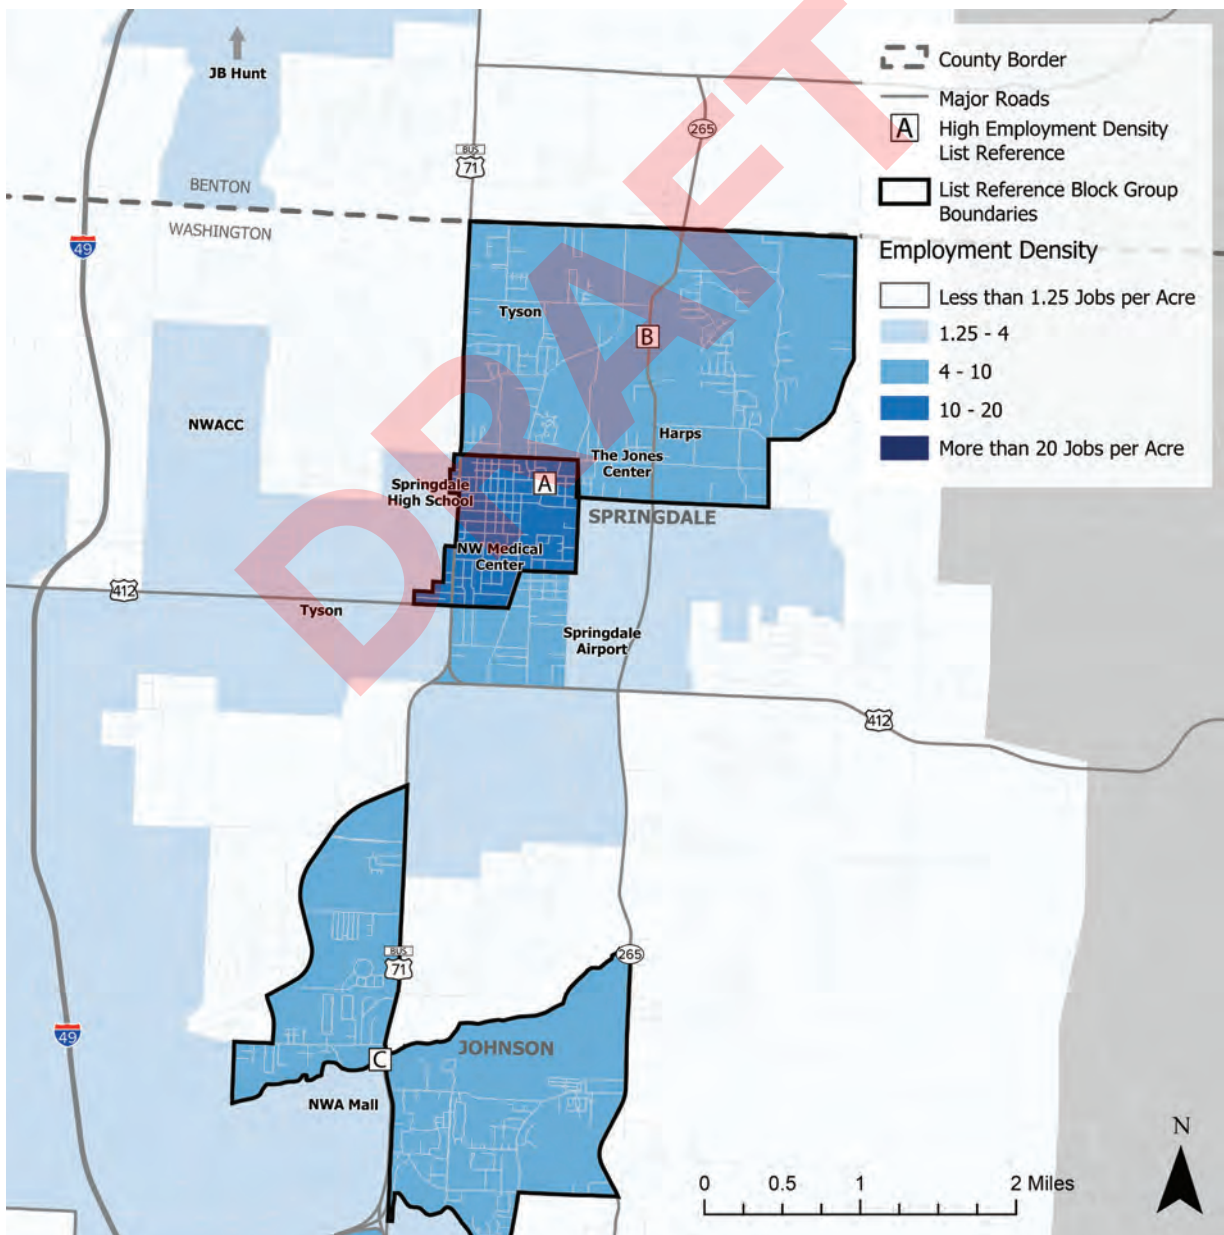 JB Hunt
BUS
71
265
BENTON
WASHINGTON
49
County Border
Major Roads
A
High Employment Density
List Reference
List Reference Block Group
Boundaries
Employment Density
Less than 1.25 Jobs per Acre
1.25 - 4
4 - 10
10 - 20
More than 20 Jobs per Acre
DRAFT
Tyson
B
NWACC
Harps
The Jones
Center
Springdale
High School
A
SPRINGDALE
NW Medical
Center
412
Tyson
Springdale
Airport
412
BUS
71
265
49
C
JOHNSON
NWA Mall
N
0 0.5 1 2 Miles